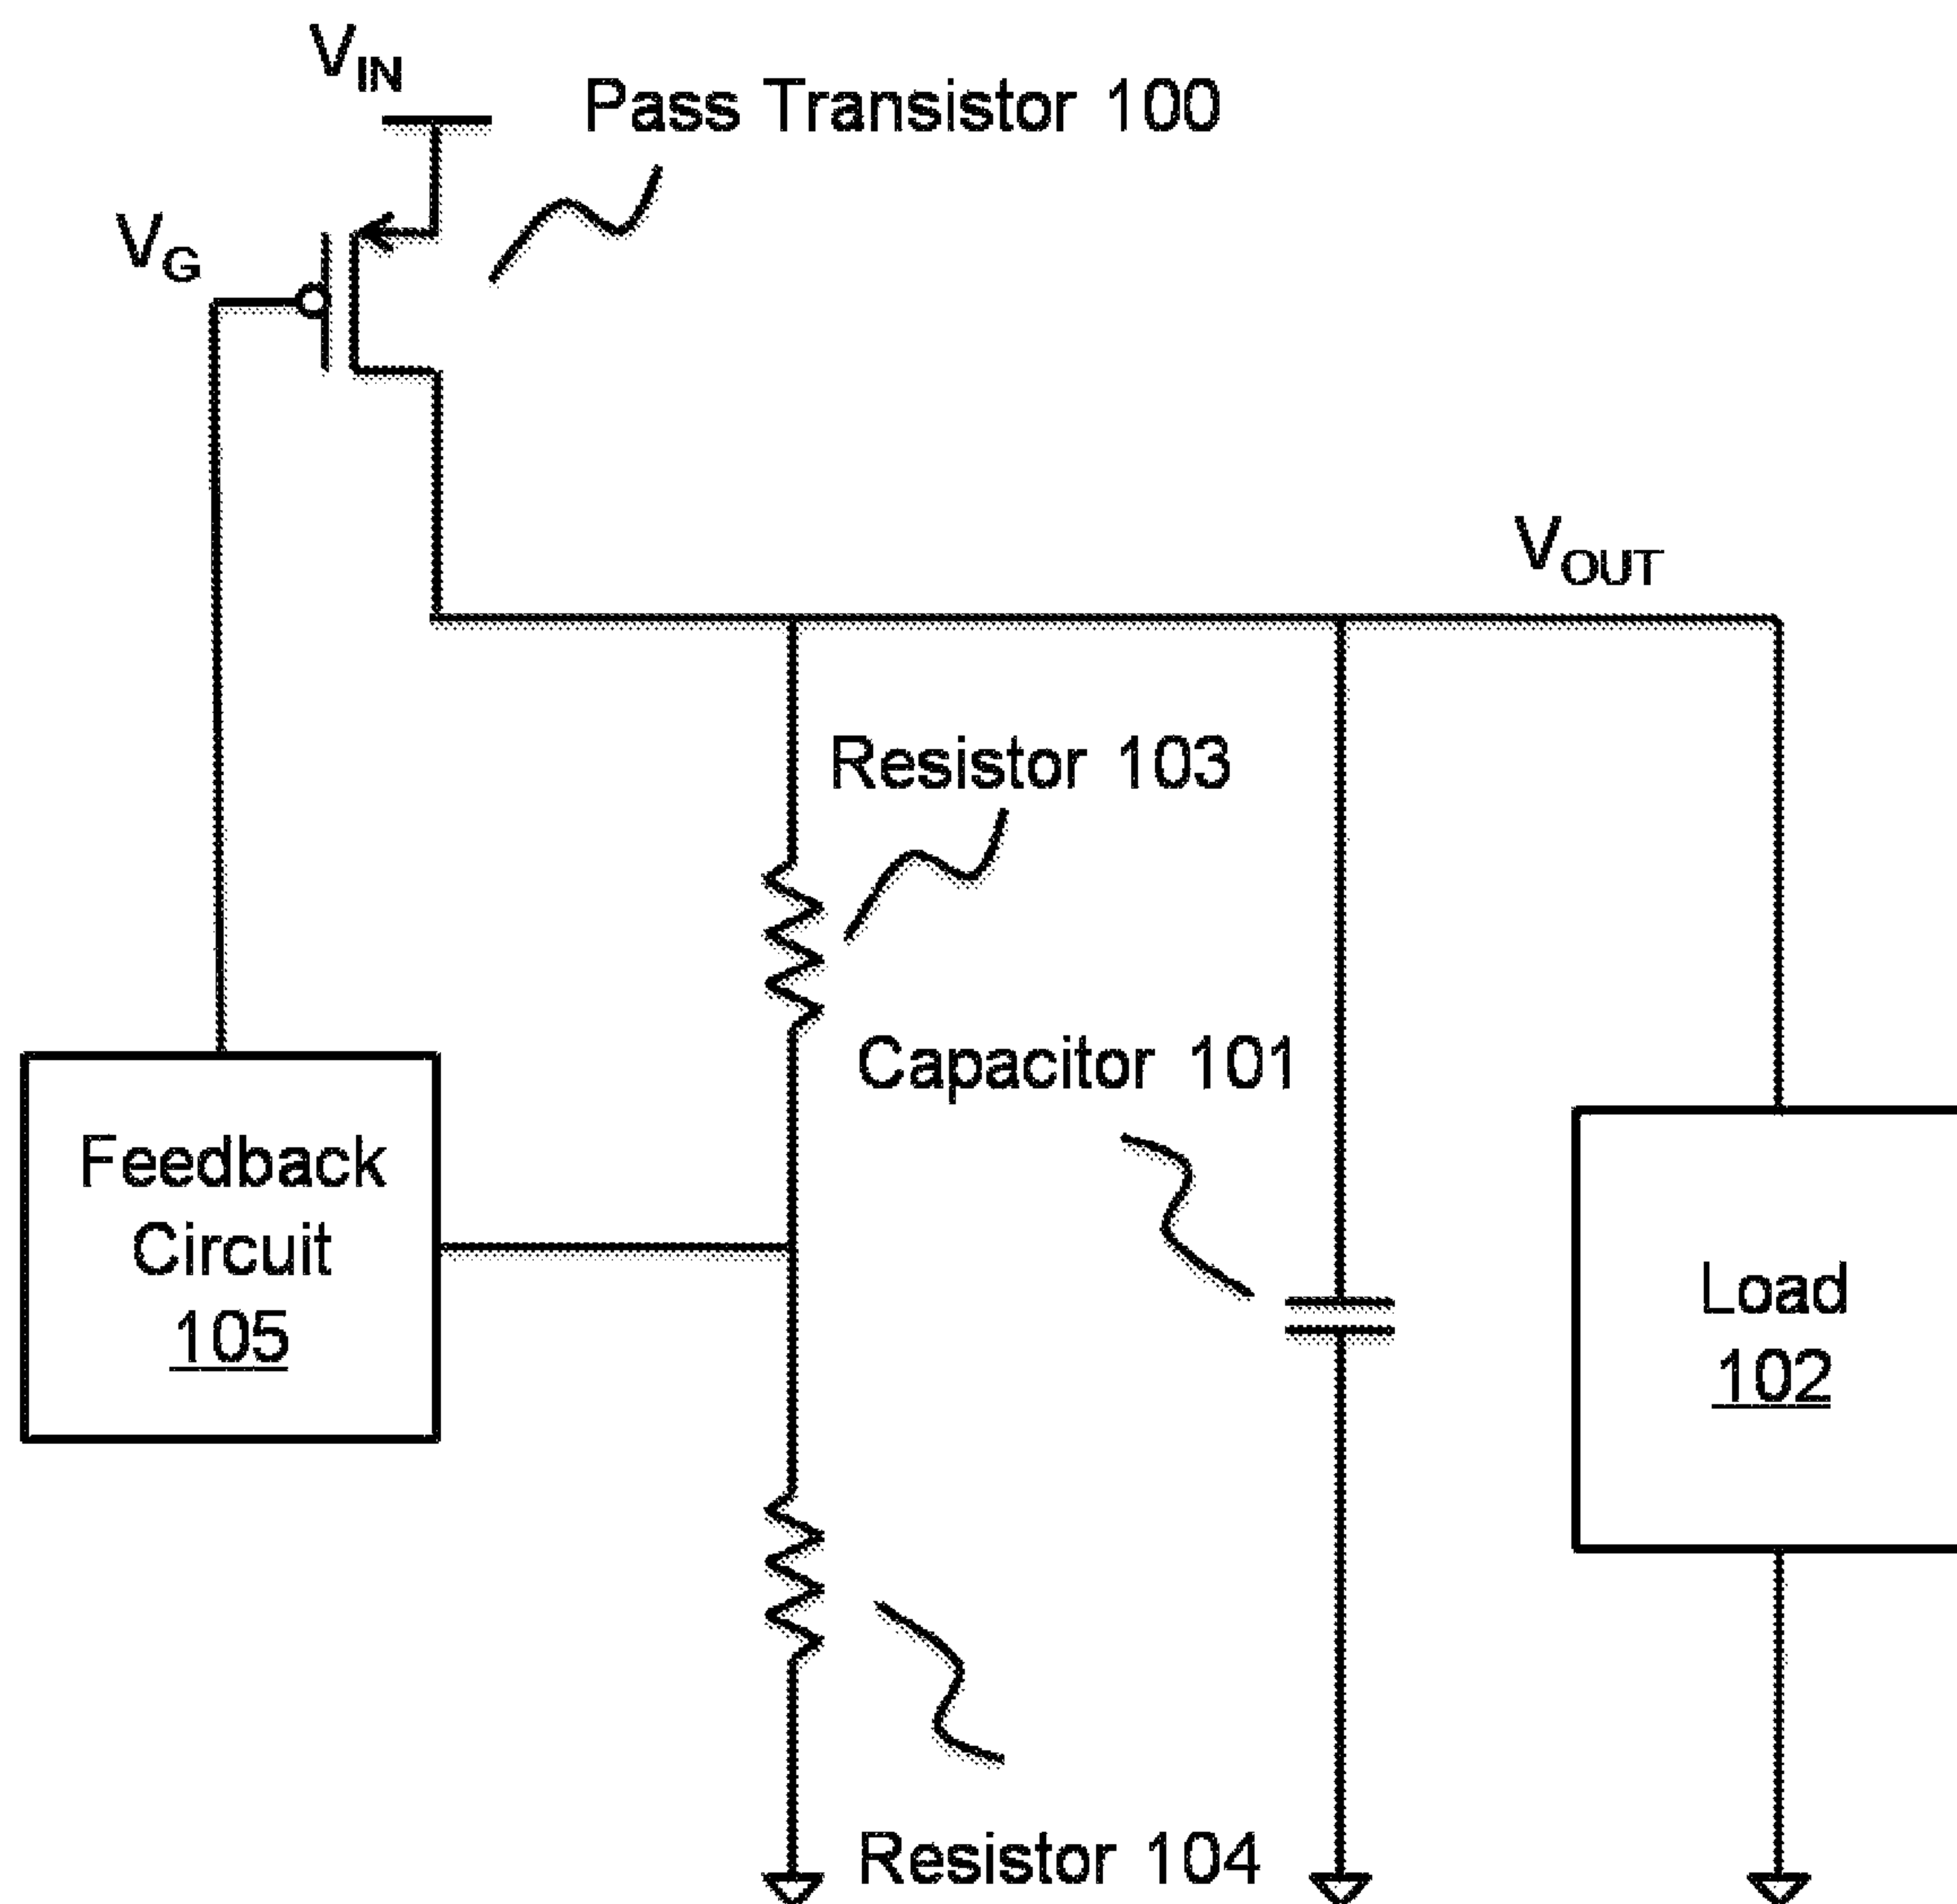 VIN
Pass Transistor 100
VG
VOUT
Resistor 103
Capacitor 101
Feedback
Circuit
105
Load
102
Resistor 104